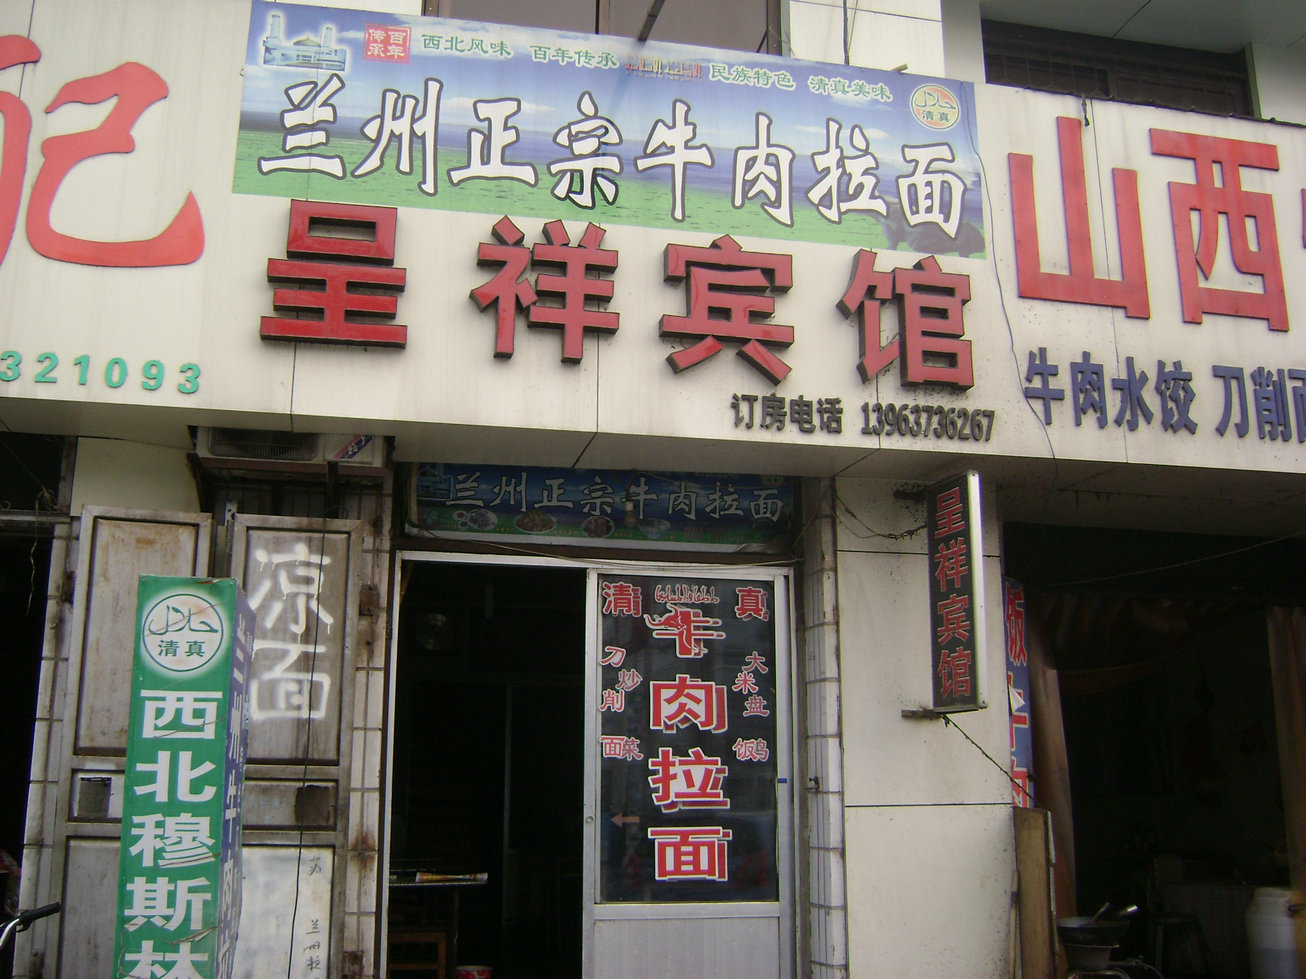 百年传承
西北风味 百年传承 民族特色 清真美味
清真
兰州正宗牛肉拉面
呈祥宾馆
订房电话 13963736267
记
321093
山西
牛肉水饺 刀削面
兰州正宗牛肉拉面
呈祥宾馆
凉面
清真
西北穆斯林
清真
牛肉拉面
刀削面
炒菜
大米饭
盘